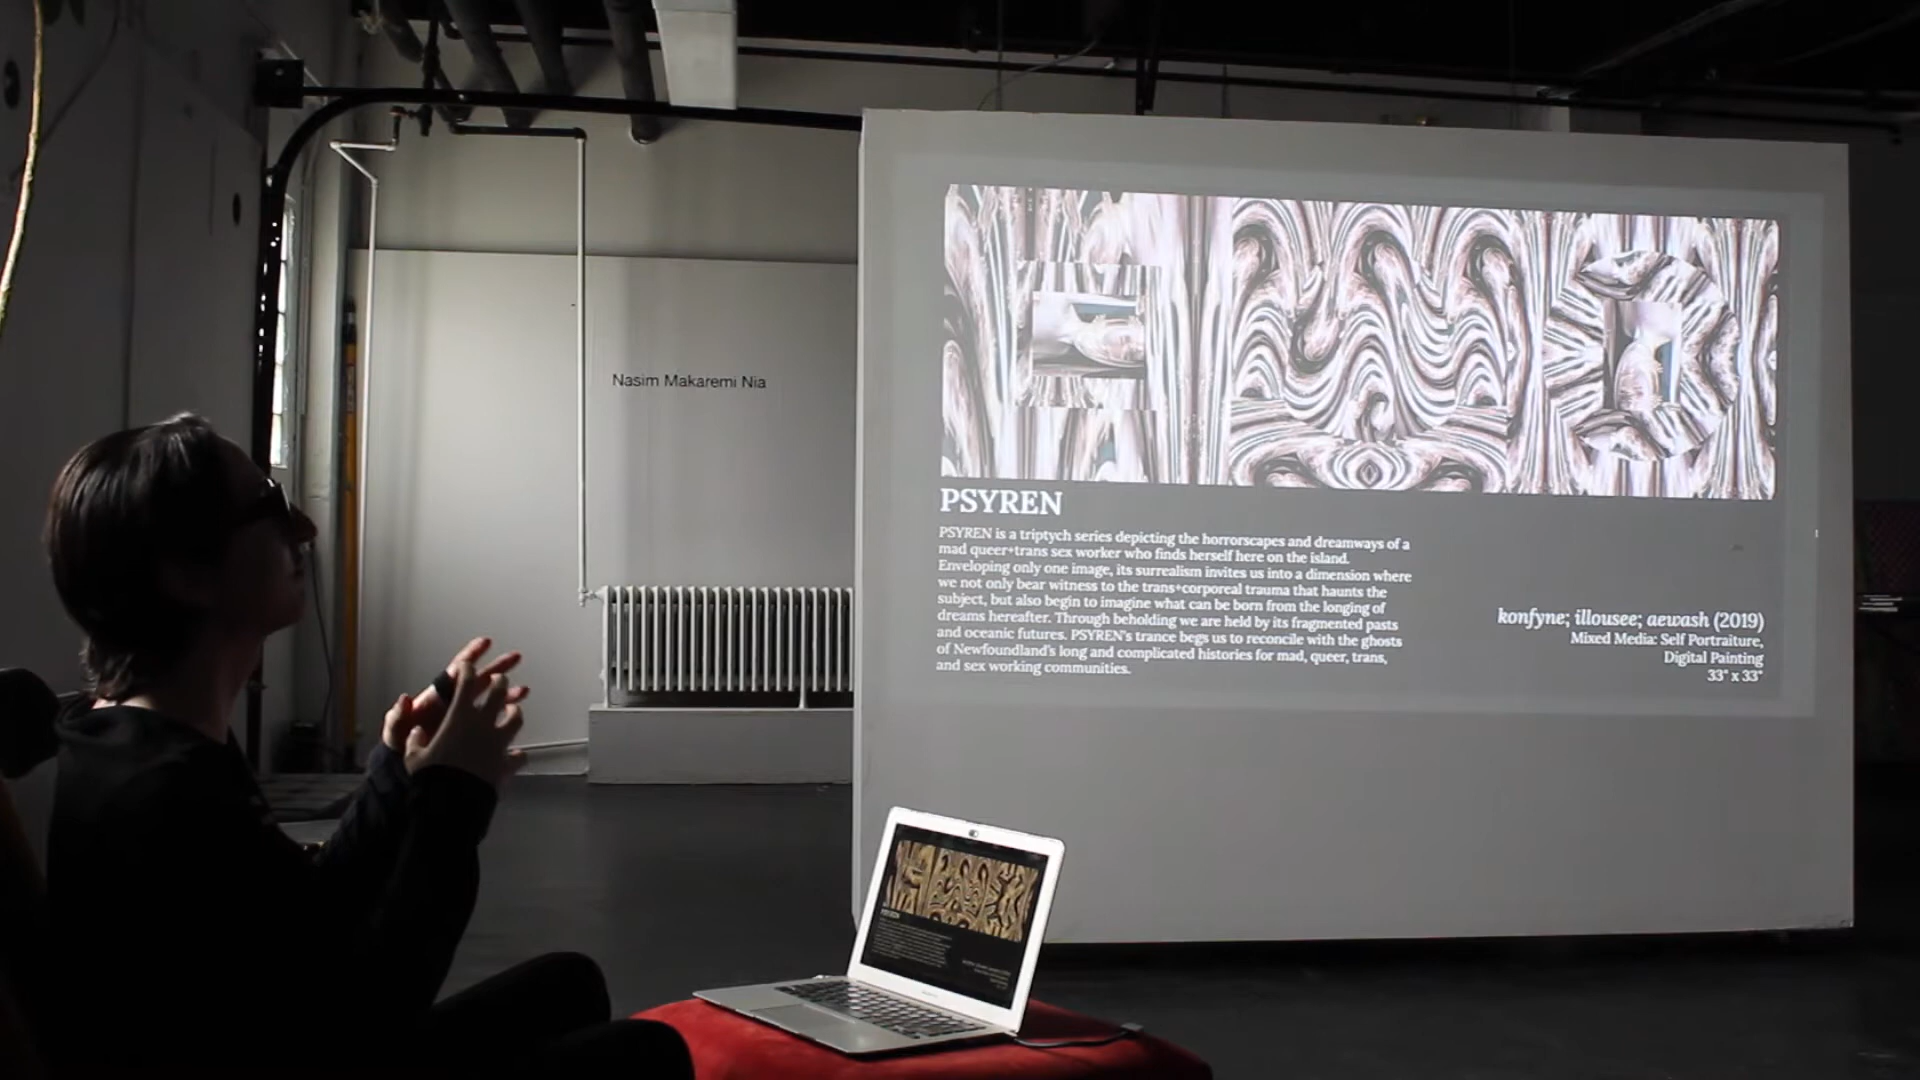 Nasim Makaremi Nia
PSYREN
PSYREN is a triptych series depicting the horrorscapes and dreamways of a
mad queer+trans sex worker who finds herself here on the island.
Enveloping only one image, its surrealism invites us into a dimension where
we not only bear witness to the trans+corporeal trauma that haunts the
subject, but also begin to imagine what can be born from the longing of
dreams hereafter. Through beholding we are held by its fragmented pasts
and oceanic futures. PSYREN's trance begs us to reconcile with the ghosts
of Newfoundland's long and complicated histories for mad, queer, trans,
and sex working communities.
konfyne; illousee; aewash (2019)
Mixed Media: Self Portraiture,
Digital Painting
33" x 33"
PSYREN